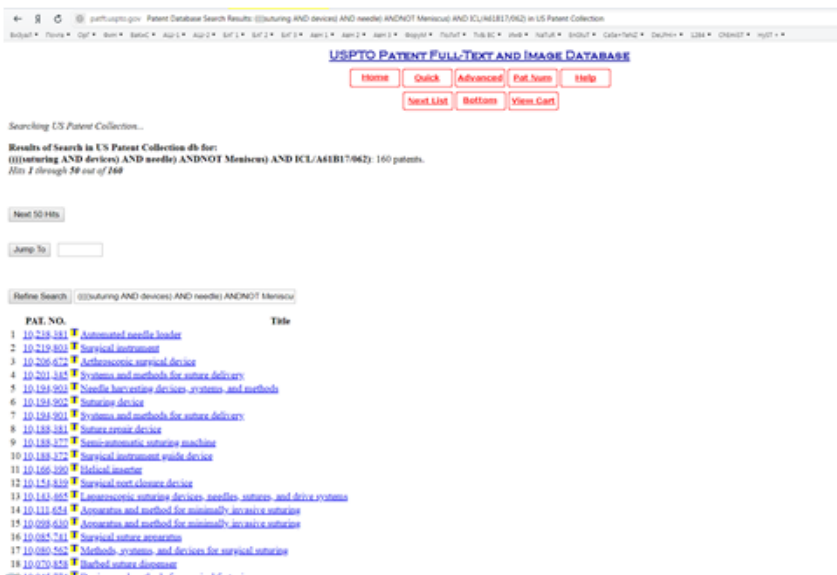 patft.uspto.gov Patent Database Search Results: ((((suturing AND devices) AND needle) ANDNOT Meniscus) AND ICL/A61B17/062) in US Patent Collection
USPTO PATENT FULL-TEXT AND IMAGE DATABASE
Home Quick Advanced Pat Num Help
Next List Bottom View Cart
Searching US Patent Collection...
Results of Search in US Patent Collection db for:
((((suturing AND devices) AND needle) ANDNOT Meniscus) AND ICL/A61B17/062): 160 patents.
Hits 1 through 50 out of 160
Next 50 Hits
Jump To
Refine Search ((((suturing AND devices) AND needle) ANDNOT Meniscu
PAT. NO. Title
1 10,238,381 T Automated needle loader
2 10,219,803 T Surgical instrument
3 10,206,672 T Arthroscopic surgical device
4 10,201,345 T Systems and methods for suture delivery
5 10,194,903 T Needle harvesting devices, systems, and methods
6 10,194,902 T Suturing device
7 10,194,901 T Systems and methods for suture delivery
8 10,188,381 T Suture repair device
9 10,188,377 T Semi-automatic suturing machine
10 10,188,372 T Surgical instrument guide device
11 10,166,390 T Helical inserter
12 10,154,839 T Surgical port closure device
13 10,143,465 T Laparoscopic suturing devices, needles, sutures, and drive systems
14 10,111,654 T Apparatus and method for minimally invasive suturing
15 10,098,630 T Apparatus and method for minimally invasive suturing
16 10,085,741 T Surgical suture apparatus
17 10,080,562 T Methods, systems, and devices for surgical suturing
18 10,070,858 T Barbed suture dispenser